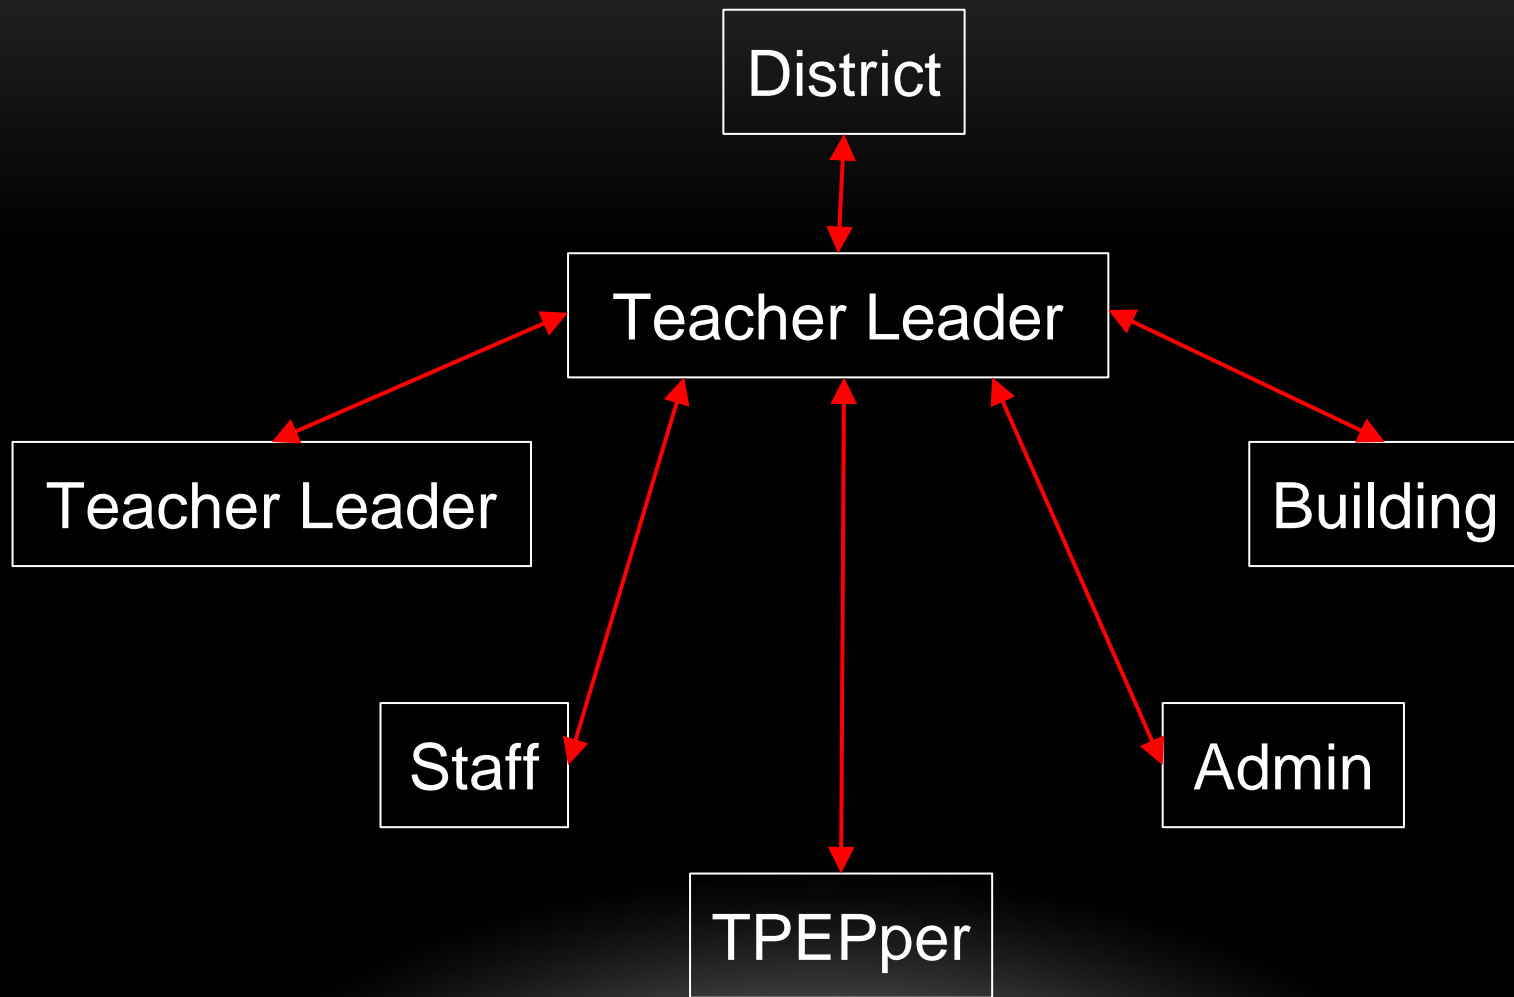 District
Teacher Leader
Teacher Leader
Building
Staff
Admin
TPEPper